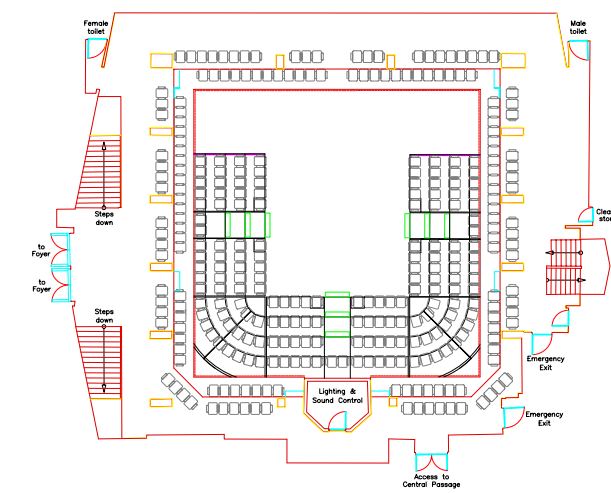 Female
toilet
Male
toilet
Steps
down
Clea
sto
to
Foyer
to
Foyer
Steps
down
Emergency
Exit
Lighting &
Sound Control
Emergency
Exit
Access to
Central Passage